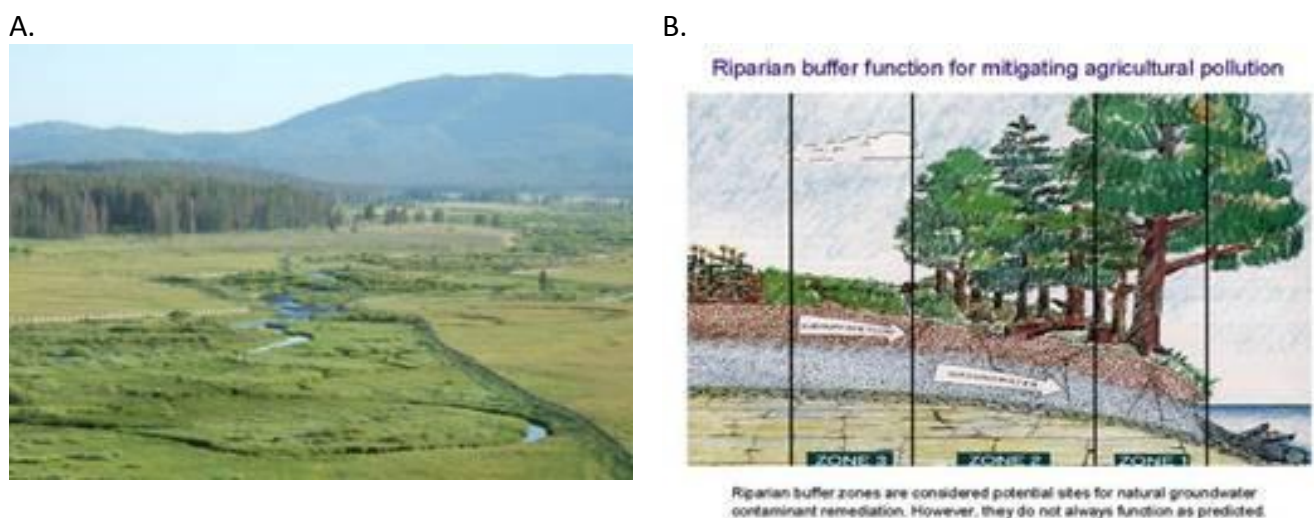 A.
B.
Riparian buffer function for mitigating agricultural pollution
GROUNDWATER
ZONE 3
ZONE 2
ZONE 1
Riparian buffer zones are considered potential sites for natural groundwater
contaminant remediation. However, they do not always function as predicted.